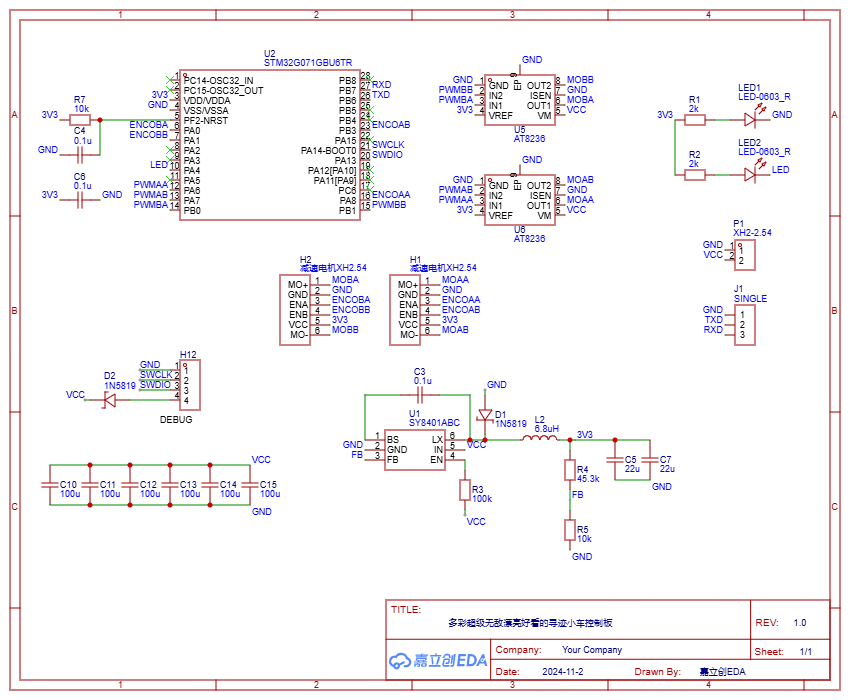 1 2 3 4
A A
B B
C C
1 2 3 4
U2
STM32G071GBU6TR
1 PC14-OSC32_IN PB8 28
2 PC15-OSC32_OUT PB7 27 RXD
3V3 3 VDD/VDDA PB6 26 TXD
GND 4 VSS/VSSA PB5 25
5 PF2-NRST PB4 24
ENCOBA 6 PA0 PB3 23 ENCOAB
ENCOBB 7 PA1 PA15 22
8 PA2 PA14-BOOT0 21 SWCLK
9 PA3 PA13 20 SWDIO
LED 10 PA4 PA12[PA10] 19
11 PA5 PA11[PA9] 18
PWMAA 12 PA6 PC6 17
PWMAB 13 PA7 PA8 16 ENCOAA
PWMBA 14 PB0 PB1 15 PWMBB
R7
10k
3V3
C4
0.1u
GND
C6
0.1u
3V3 GND
GND
GND 1 GND EP 9 OUT2 8 MOBB
PWMBB 2 IN2 ISEN 7 GND
PWMBA 3 IN1 OUT1 6 MOBA
3V3 4 VREF VM 5 VCC
U5
AT8236
GND
GND 1 GND EP 9 OUT2 8 MOAB
PWMAB 2 IN2 ISEN 7 GND
PWMAA 3 IN1 OUT1 6 MOAA
3V3 4 VREF VM 5 VCC
U6
AT8236
LED1
LED-0603_R
R1
2k
3V3 GND
LED2
LED-0603_R
R2
2k
LED
P1
XH2-2.54
GND 1 1
VCC 2 2
J1
SINGLE
GND 1
TXD 2
RXD 3
H2
减速电机XH2.54
MO+ 1 MOBA
GND 2 GND
ENA 3 ENCOBA
ENB 4 ENCOBB
VCC 5 3V3
MO- 6 MOBB
H1
减速电机XH2.54
MO+ 1 MOAA
GND 2 GND
ENA 3 ENCOAA
ENB 4 ENCOAB
VCC 5 3V3
MO- 6 MOAB
H12
GND 1 1
SWCLK 2 2
SWDIO 3 3
4 4
D2
1N5819
VCC
DEBUG
C3
0.1u
GND
U1
SY8401ABC
D1
1N5819
1 BS LX 6
GND 2 GND IN 5 VCC
FB 3 FB EN 4
L2
6.8uH
3V3
R3
100k
VCC
R4
45.3k
FB
R5
10k
GND
C5
22u
C7
22u
GND
VCC
C10 C11 C12 C13 C14 C15
100u 100u 100u 100u 100u 100u
GND
TITLE:
多彩超级无敌漂亮好看的寻迹小车控制板
REV: 1.0
嘉立创EDA
Company: Your Company
Sheet: 1/1
Date: 2024-11-2 Drawn By: 嘉立创EDA